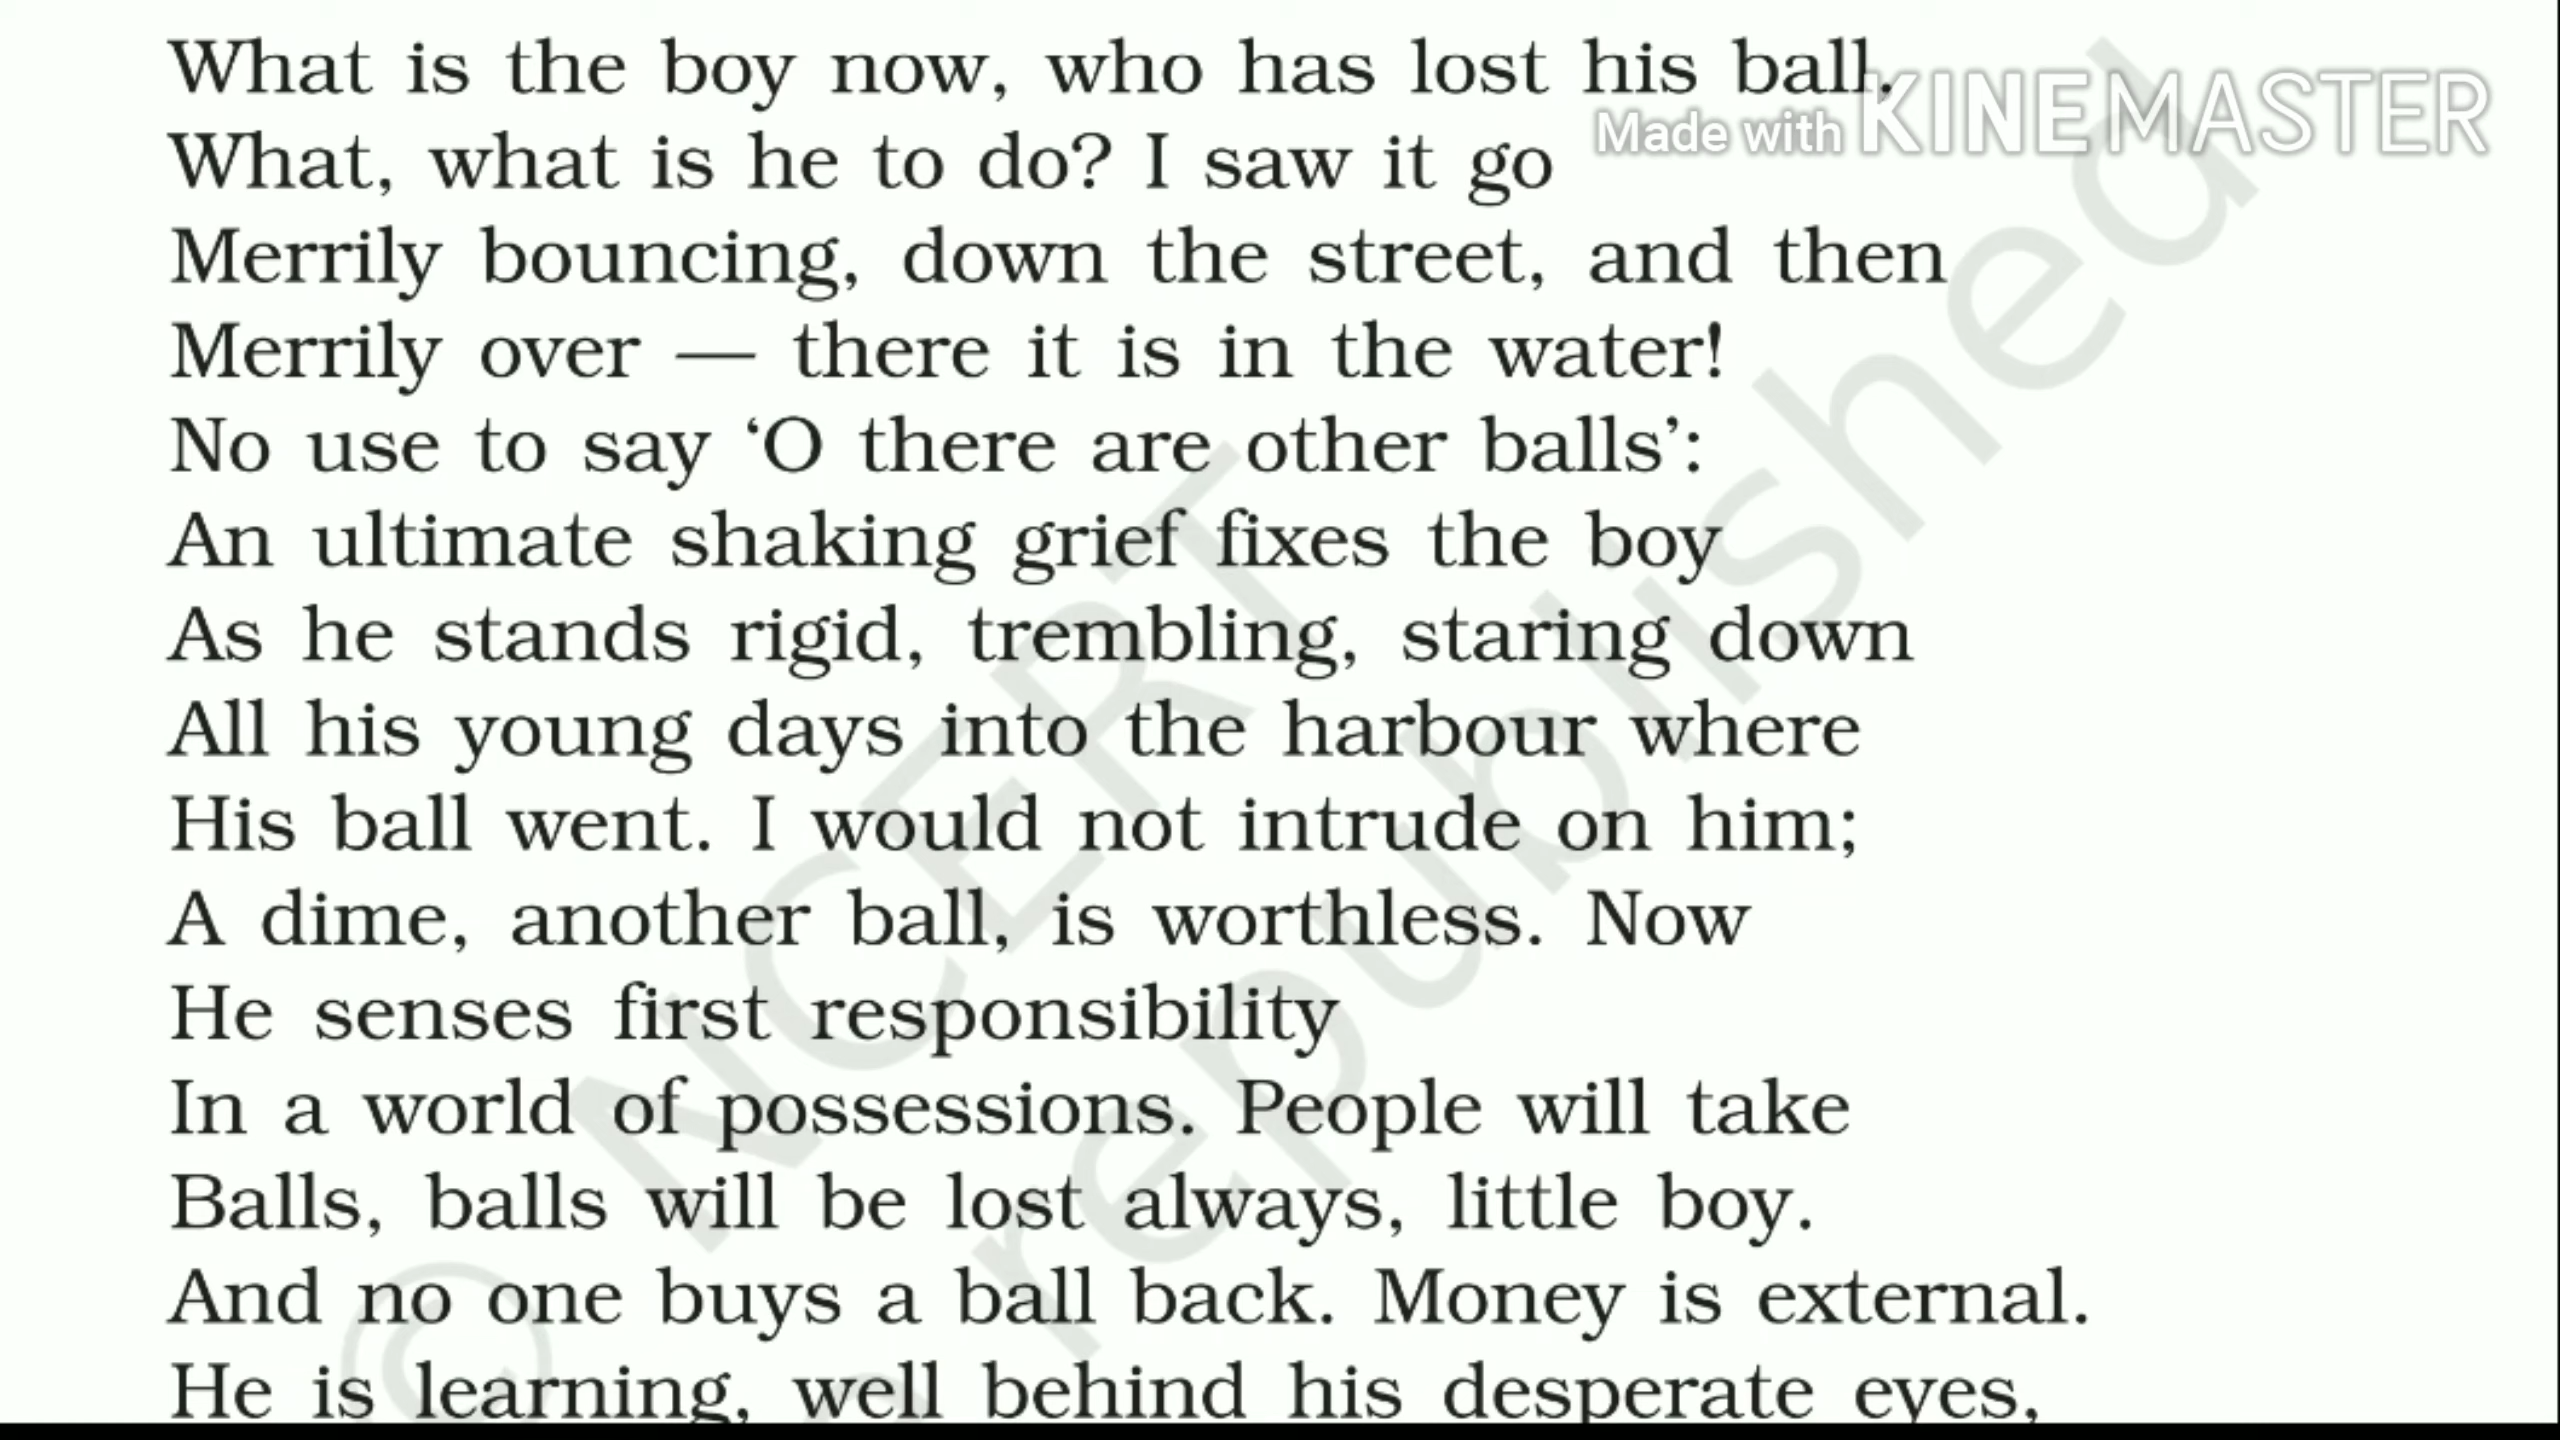 What is the boy now, who has lost his ball,
What, what is he to do? I saw it go
Merrily bouncing, down the street, and then
Merrily over — there it is in the water!
No use to say ‘O there are other balls’:
An ultimate shaking grief fixes the boy
As he stands rigid, trembling, staring down
All his young days into the harbour where
His ball went. I would not intrude on him;
A dime, another ball, is worthless. Now
He senses first responsibility
In a world of possessions. People will take
Balls, balls will be lost always, little boy.
And no one buys a ball back. Money is external.
He is learning, well behind his desperate eyes,
Made with KINEMASTER
© NCERT
republished